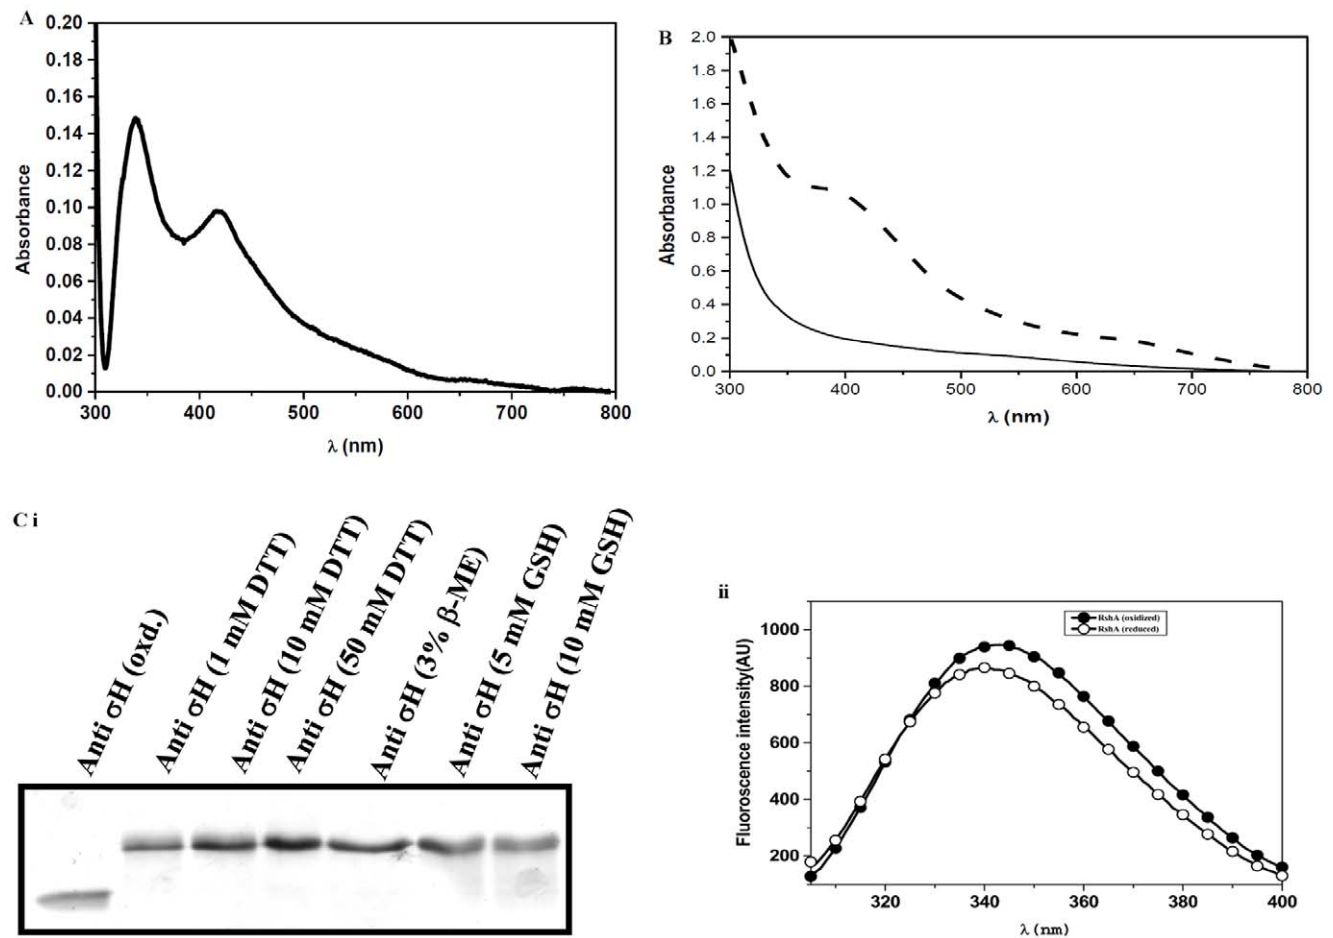 A
0.20
0.18
0.16
0.14
0.12
0.10
0.08
0.06
0.04
0.02
0.00
Absorbance
300 400 500 600 700 800
λ (nm)
B
2.0
1.8
1.6
1.4
1.2
1.0
0.8
0.6
0.4
0.2
0.0
Absorbance
300 400 500 600 700 800
λ (nm)
C i
Anti σH (oxd.)
Anti σH (1 mM DTT)
Anti σH (10 mM DTT)
Anti σH (50 mM DTT)
Anti σH (3% β-ME)
Anti σH (5 mM GSH)
Anti σH (10 mM GSH)
ii
RshA (oxidized)
RshA (reduced)
1000
800
600
400
200
Fluoroscence intensity(AU)
320 340 360 380 400
λ (nm)